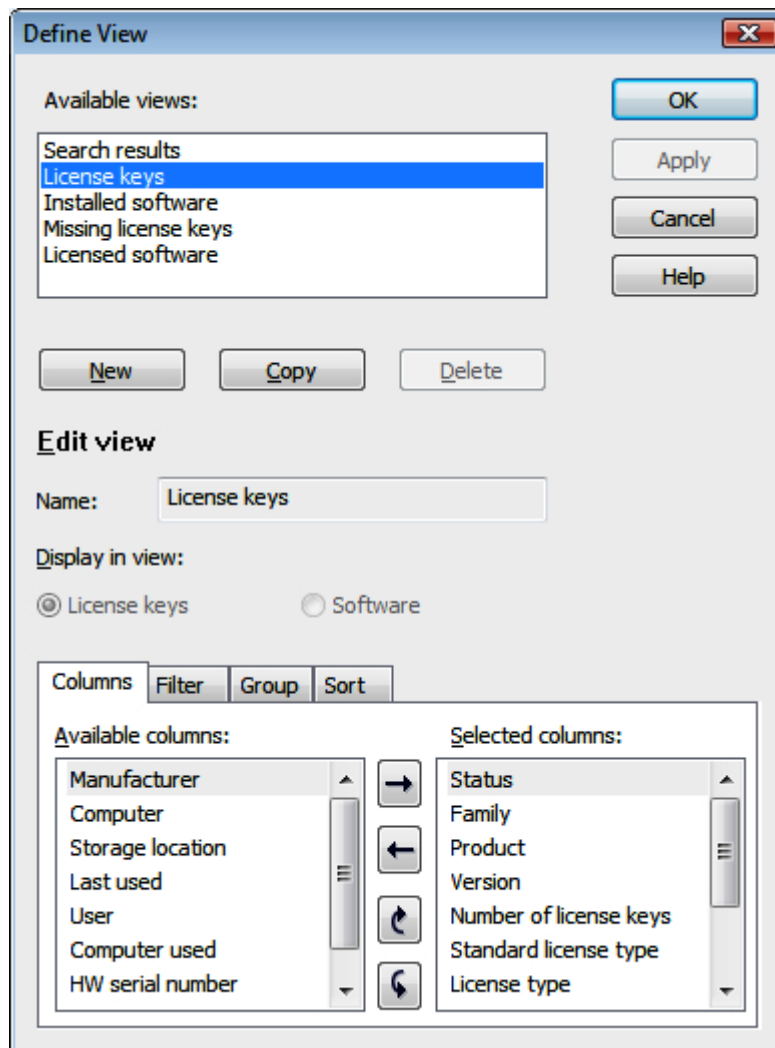 Define View
Available views:
OK
Search results
License keys
Installed software
Missing license keys
Licensed software
Apply
Cancel
Help
New Copy Delete
Edit view
Name: License keys
Display in view:
License keys Software
Columns Filter Group Sort
Available columns: Selected columns:
Manufacturer Status
Computer Family
Storage location Product
Last used Version
User Number of license keys
Computer used Standard license type
HW serial number License type